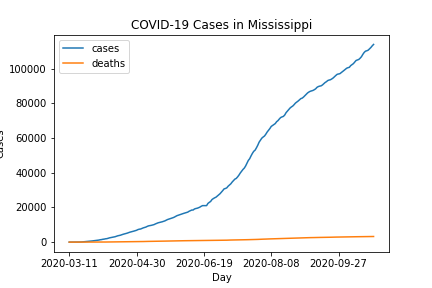 COVID-19 Cases in Mississippi
cases
deaths
100000
80000
60000
40000
20000
0
cases
2020-03-11 2020-04-30 2020-06-19 2020-08-08 2020-09-27
Day